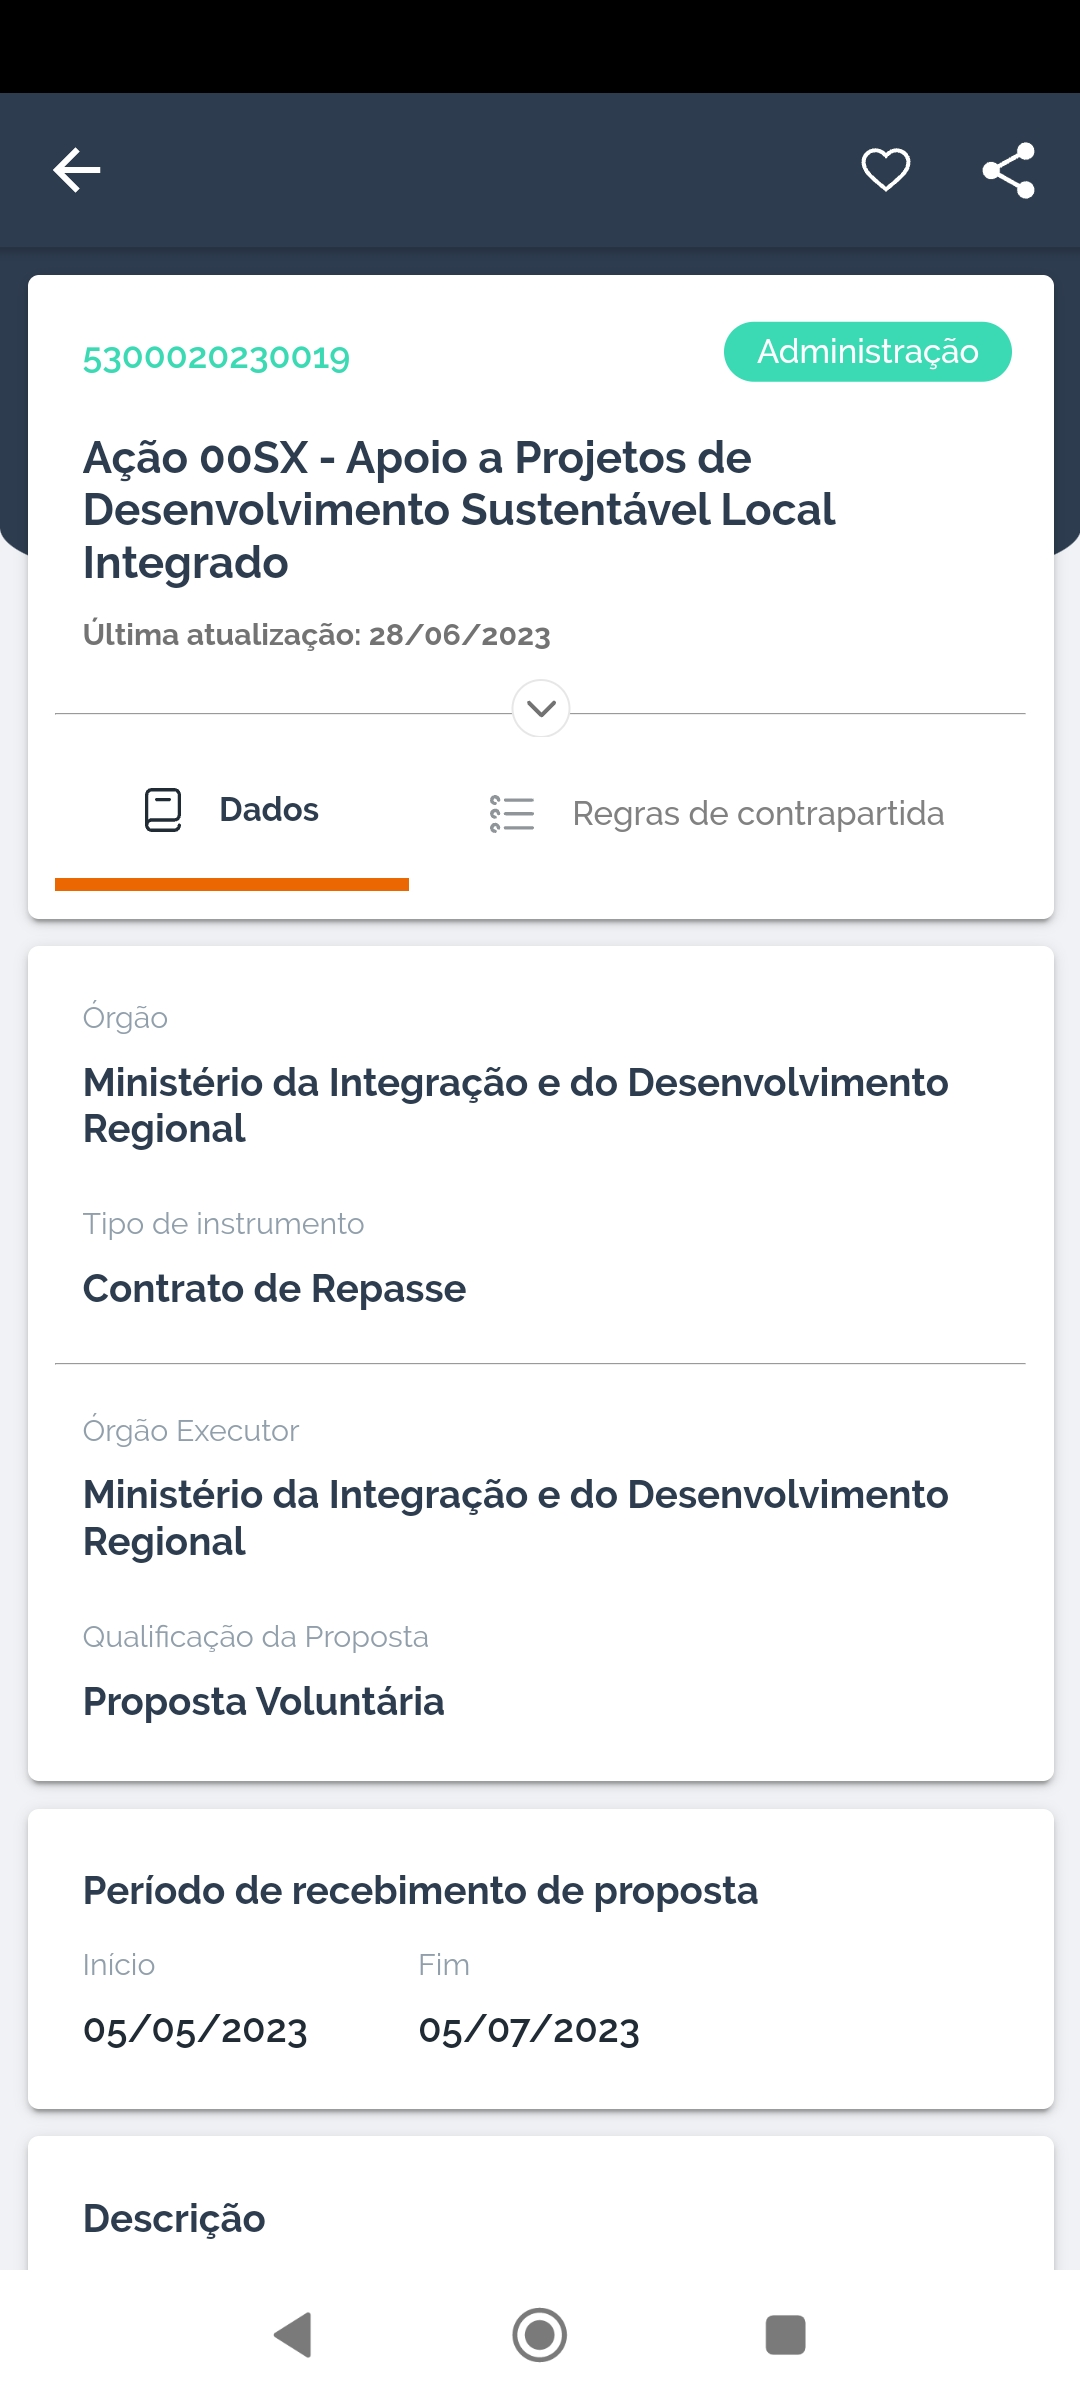 5300020230019
Administração
Ação 00SX - Apoio a Projetos de
Desenvolvimento Sustentável Local
Integrado
Última atualização: 28/06/2023
Dados
Regras de contrapartida
Órgão
Ministério da Integração e do Desenvolvimento
Regional
Tipo de instrumento
Contrato de Repasse
Órgão Executor
Ministério da Integração e do Desenvolvimento
Regional
Qualificação da Proposta
Proposta Voluntária
Período de recebimento de proposta
Início
Fim
05/05/2023
05/07/2023
Descrição